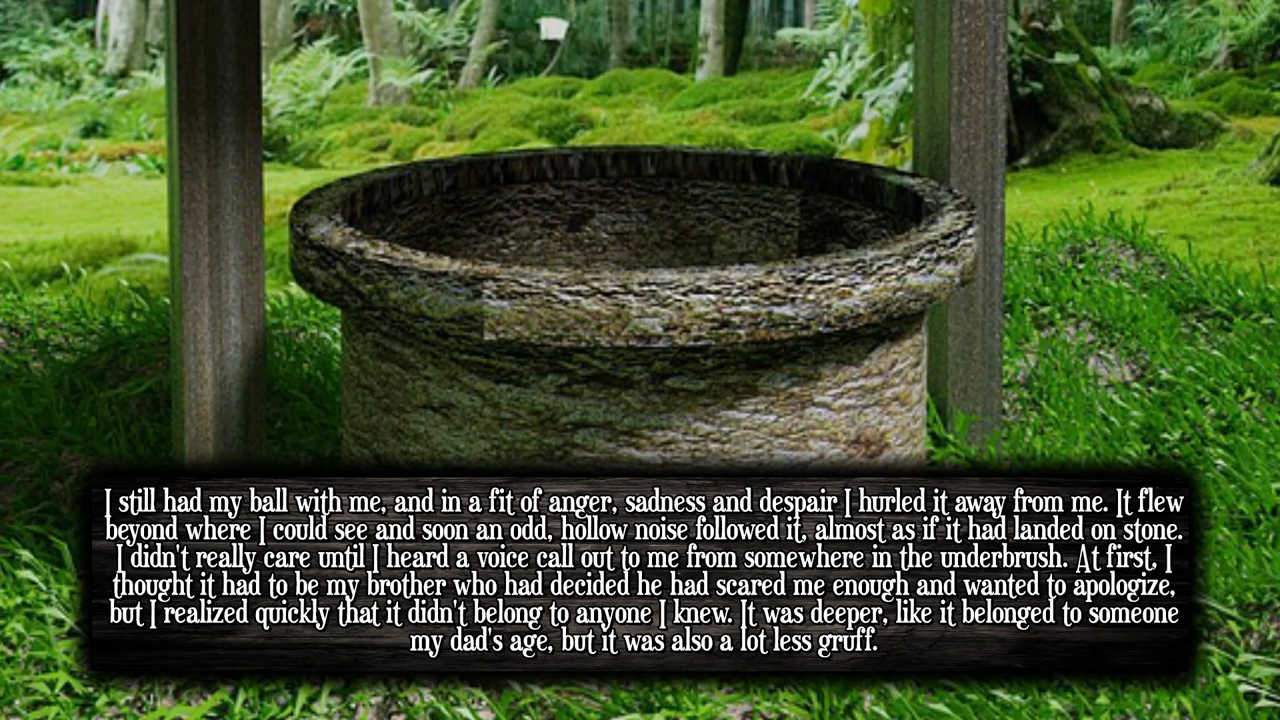 I still had my ball with me, and in a fit of anger, sadness and despair I hurled it away from me. It flew
beyond where I could see and soon an odd, hollow noise followed it, almost as if it had landed on stone.
I didn't really care until I heard a voice call out to me from somewhere in the underbrush. At first, I
thought it had to be my brother who had decided he had scared me enough and wanted to apologize,
but I realized quickly that it didn't belong to anyone I knew. It was deeper, like it belonged to someone
my dad's age, but it was also a lot less gruff.